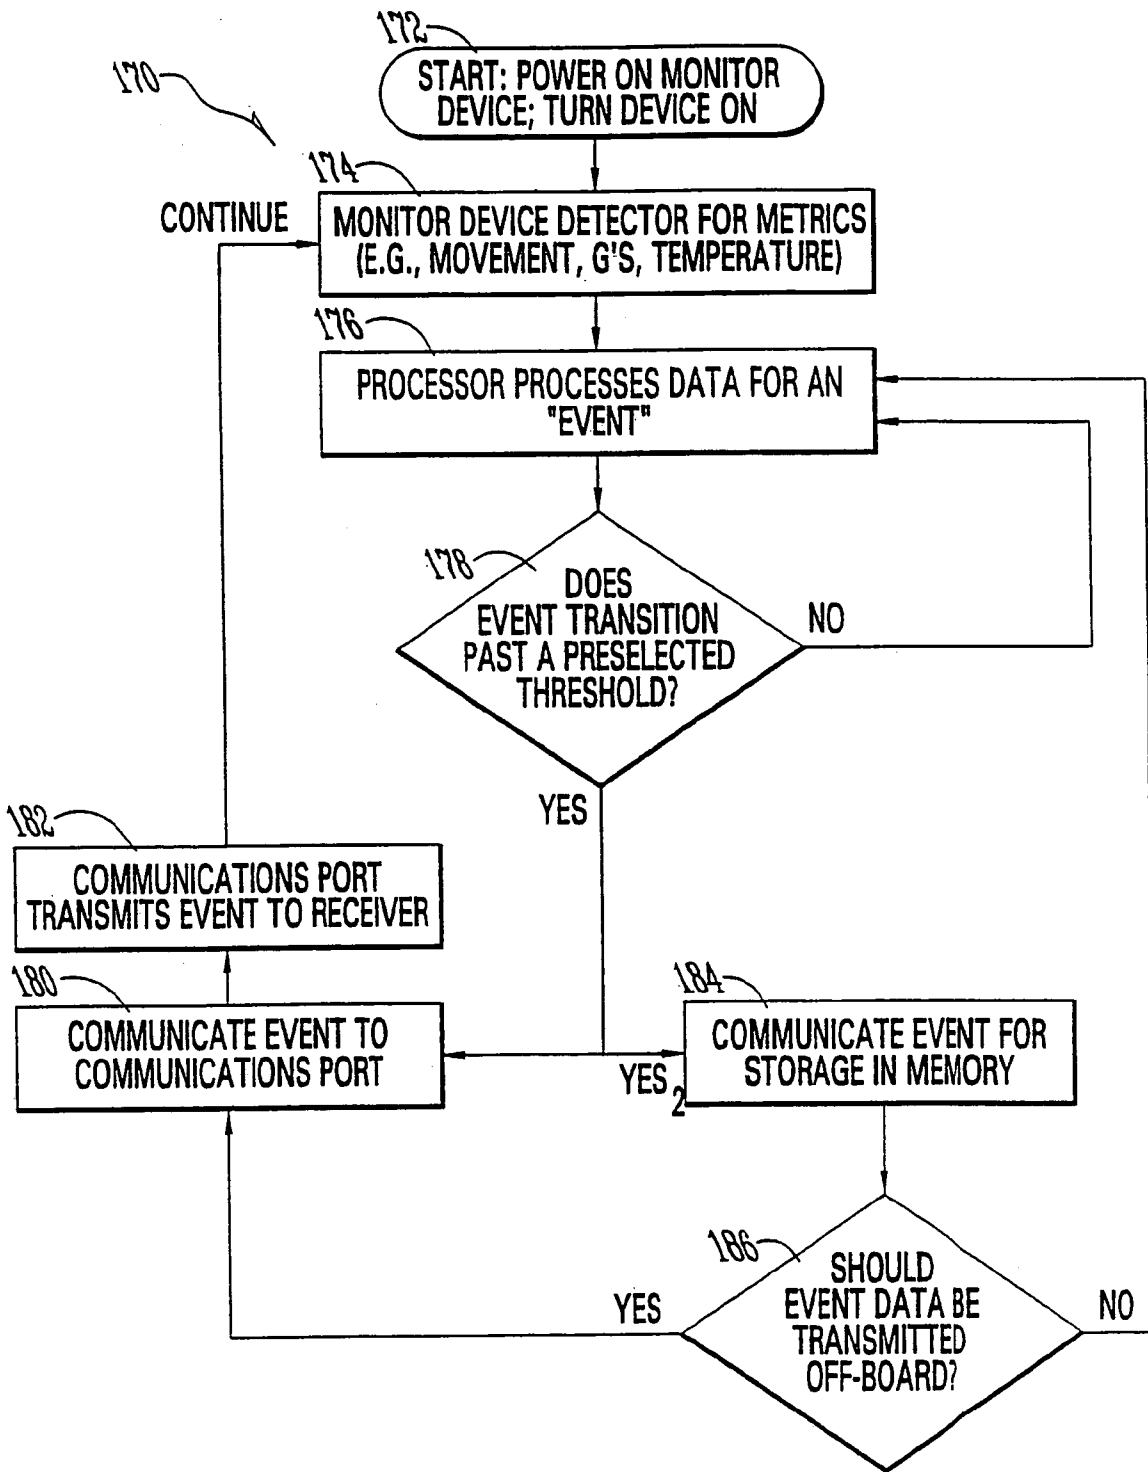 172
START: POWER ON MONITOR
DEVICE; TURN DEVICE ON
170
174
CONTINUE
MONITOR DEVICE DETECTOR FOR METRICS
(E.G., MOVEMENT, G'S, TEMPERATURE)
176
PROCESSOR PROCESSES DATA FOR AN
"EVENT"
178
DOES
EVENT TRANSITION
PAST A PRESELECTED
THRESHOLD?
NO
YES
182
COMMUNICATIONS PORT
TRANSMITS EVENT TO RECEIVER
180
COMMUNICATE EVENT TO
COMMUNICATIONS PORT
YES2
184
COMMUNICATE EVENT FOR
STORAGE IN MEMORY
186
SHOULD
EVENT DATA BE
TRANSMITTED
OFF-BOARD?
YES
NO